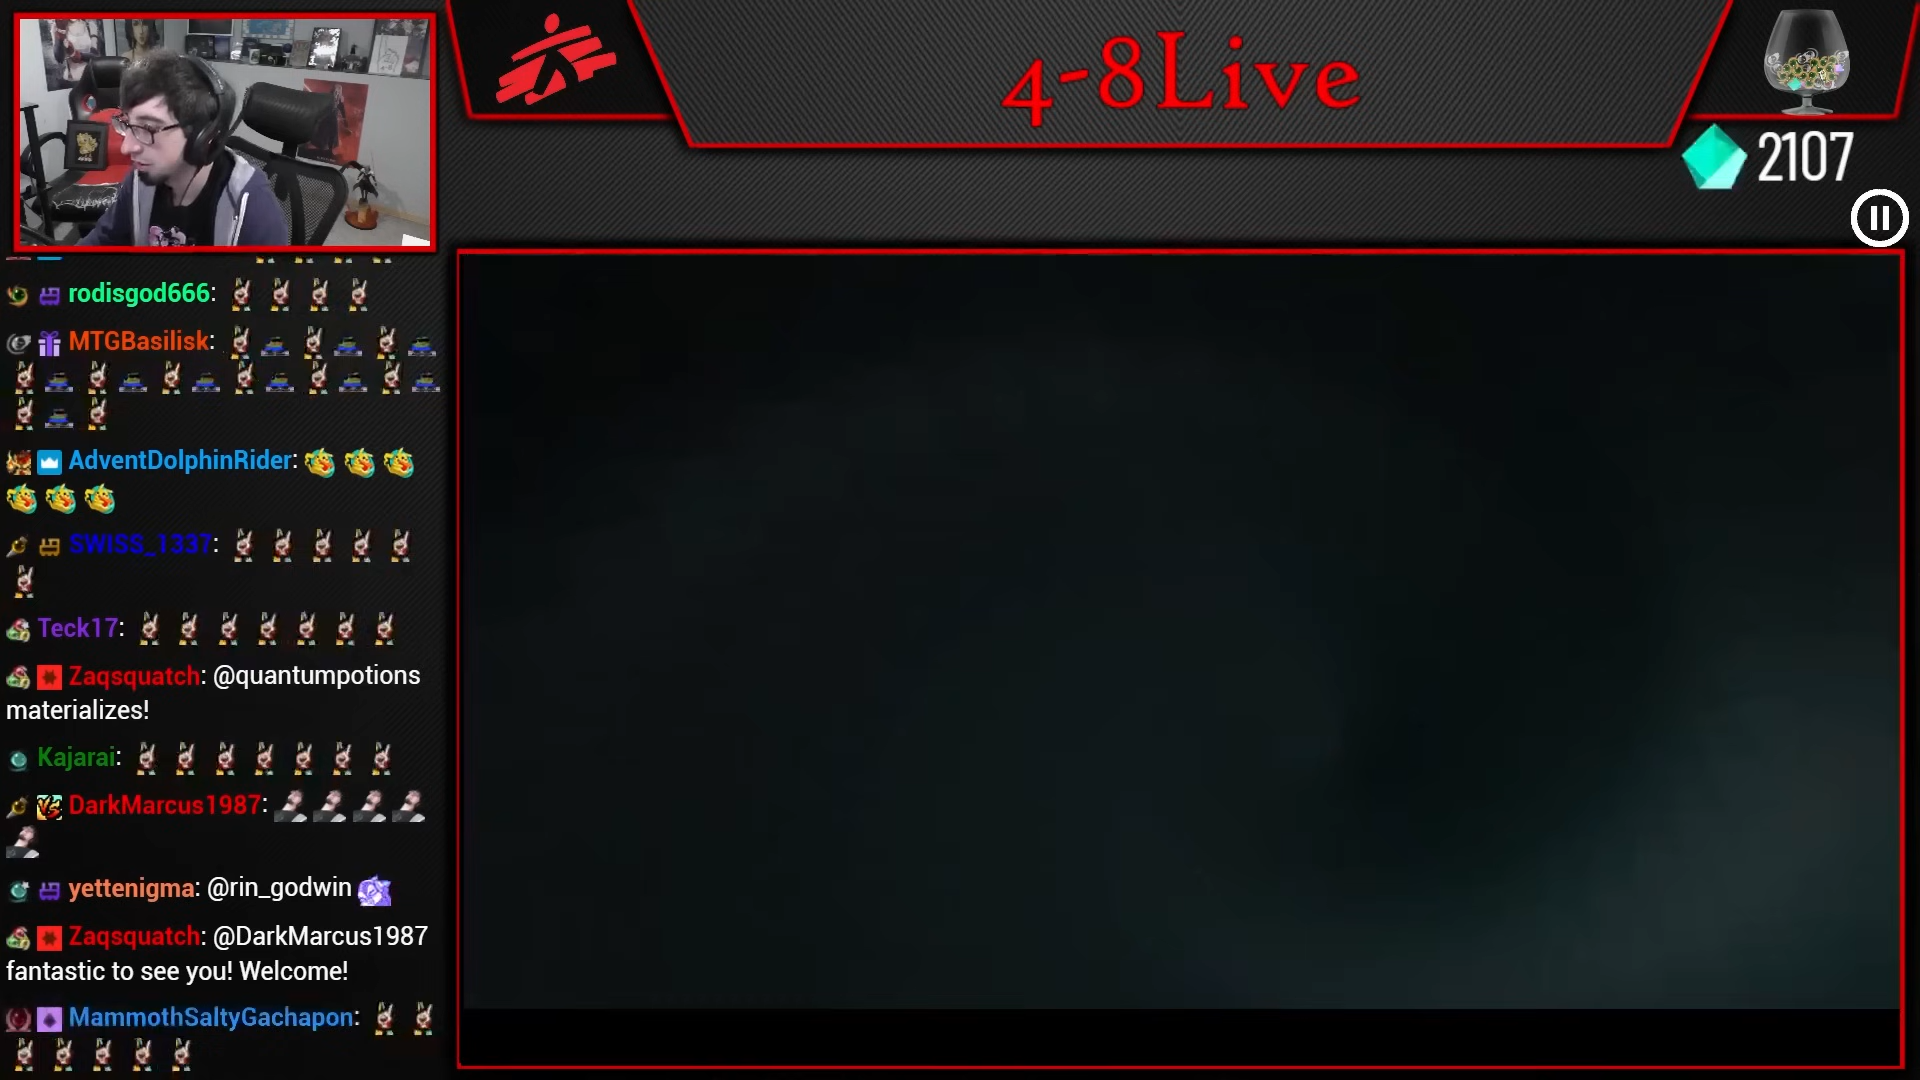 4-8Live
2107
rodisgod666:
MTGBasilisk:
AdventDolphinRider:
SWISS_1337:
Teck17:
Zaqsquatch: @quantumpotions
materializes!
Kajarai:
DarkMarcus1987:
yettenigma: @rin_godwin
Zaqsquatch: @DarkMarcus1987
fantastic to see you! Welcome!
MammothSaltyGachapon: